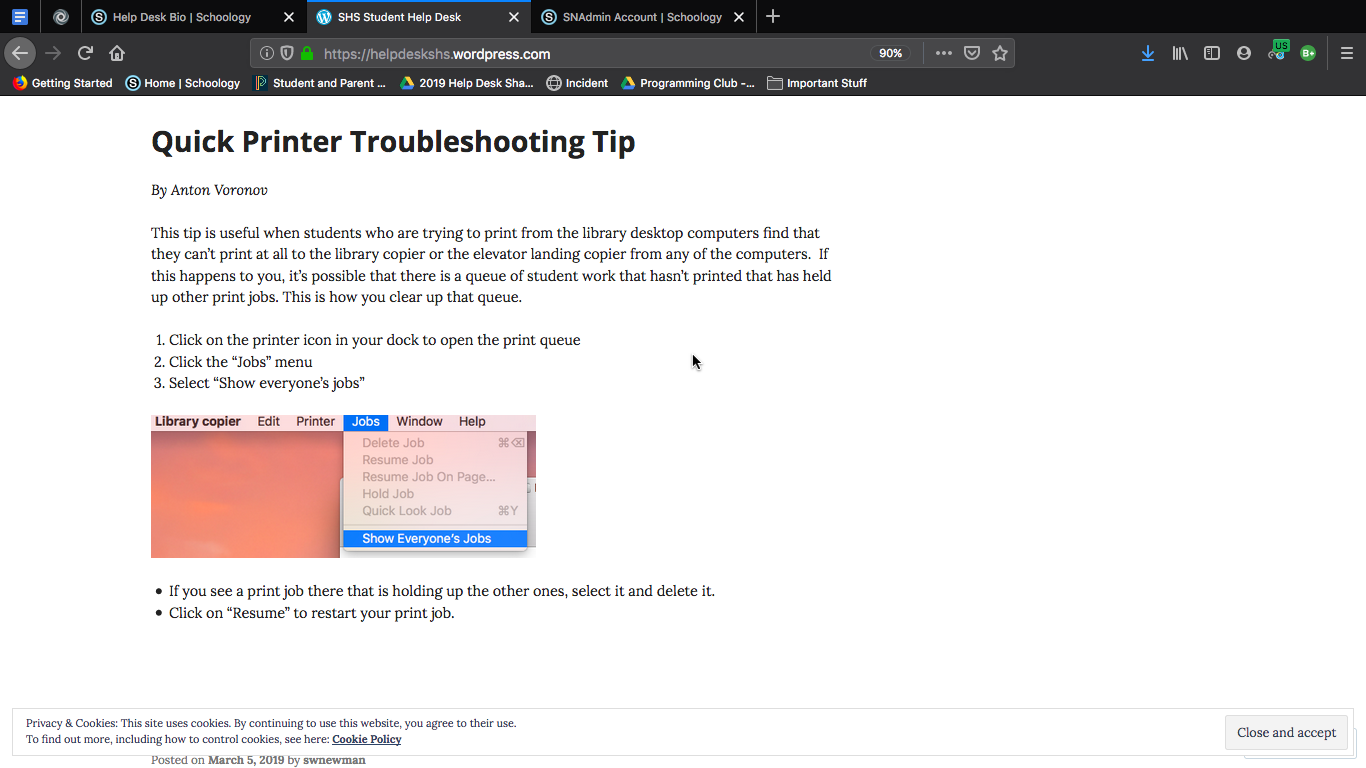 Help Desk Bio | Schoology
SHS Student Help Desk
SNAdmin Account | Schoology
https://helpdeskshs.wordpress.com
90%
US
B+
Getting Started
Home | Schoology
Student and Parent ...
2019 Help Desk Sha...
Incident
Programming Club -...
Important Stuff
Quick Printer Troubleshooting Tip
By Anton Voronov
This tip is useful when students who are trying to print from the library desktop computers find that
they can’t print at all to the library copier or the elevator landing copier from any of the computers.  If
this happens to you, it’s possible that there is a queue of student work that hasn’t printed that has held
up other print jobs. This is how you clear up that queue.
1. Click on the printer icon in your dock to open the print queue
2. Click the “Jobs” menu
3. Select “Show everyone’s jobs”
Library copier Edit Printer Jobs Window Help
Delete Job ⌘⌫
Resume Job
Resume Job On Page...
Hold Job
Quick Look Job ⌘Y
Show Everyone’s Jobs
• If you see a print job there that is holding up the other ones, select it and delete it.
• Click on “Resume” to restart your print job.
Privacy & Cookies: This site uses cookies. By continuing to use this website, you agree to their use.
To find out more, including how to control cookies, see here: Cookie Policy
Close and accept
Posted on March 5, 2019 by swnewman